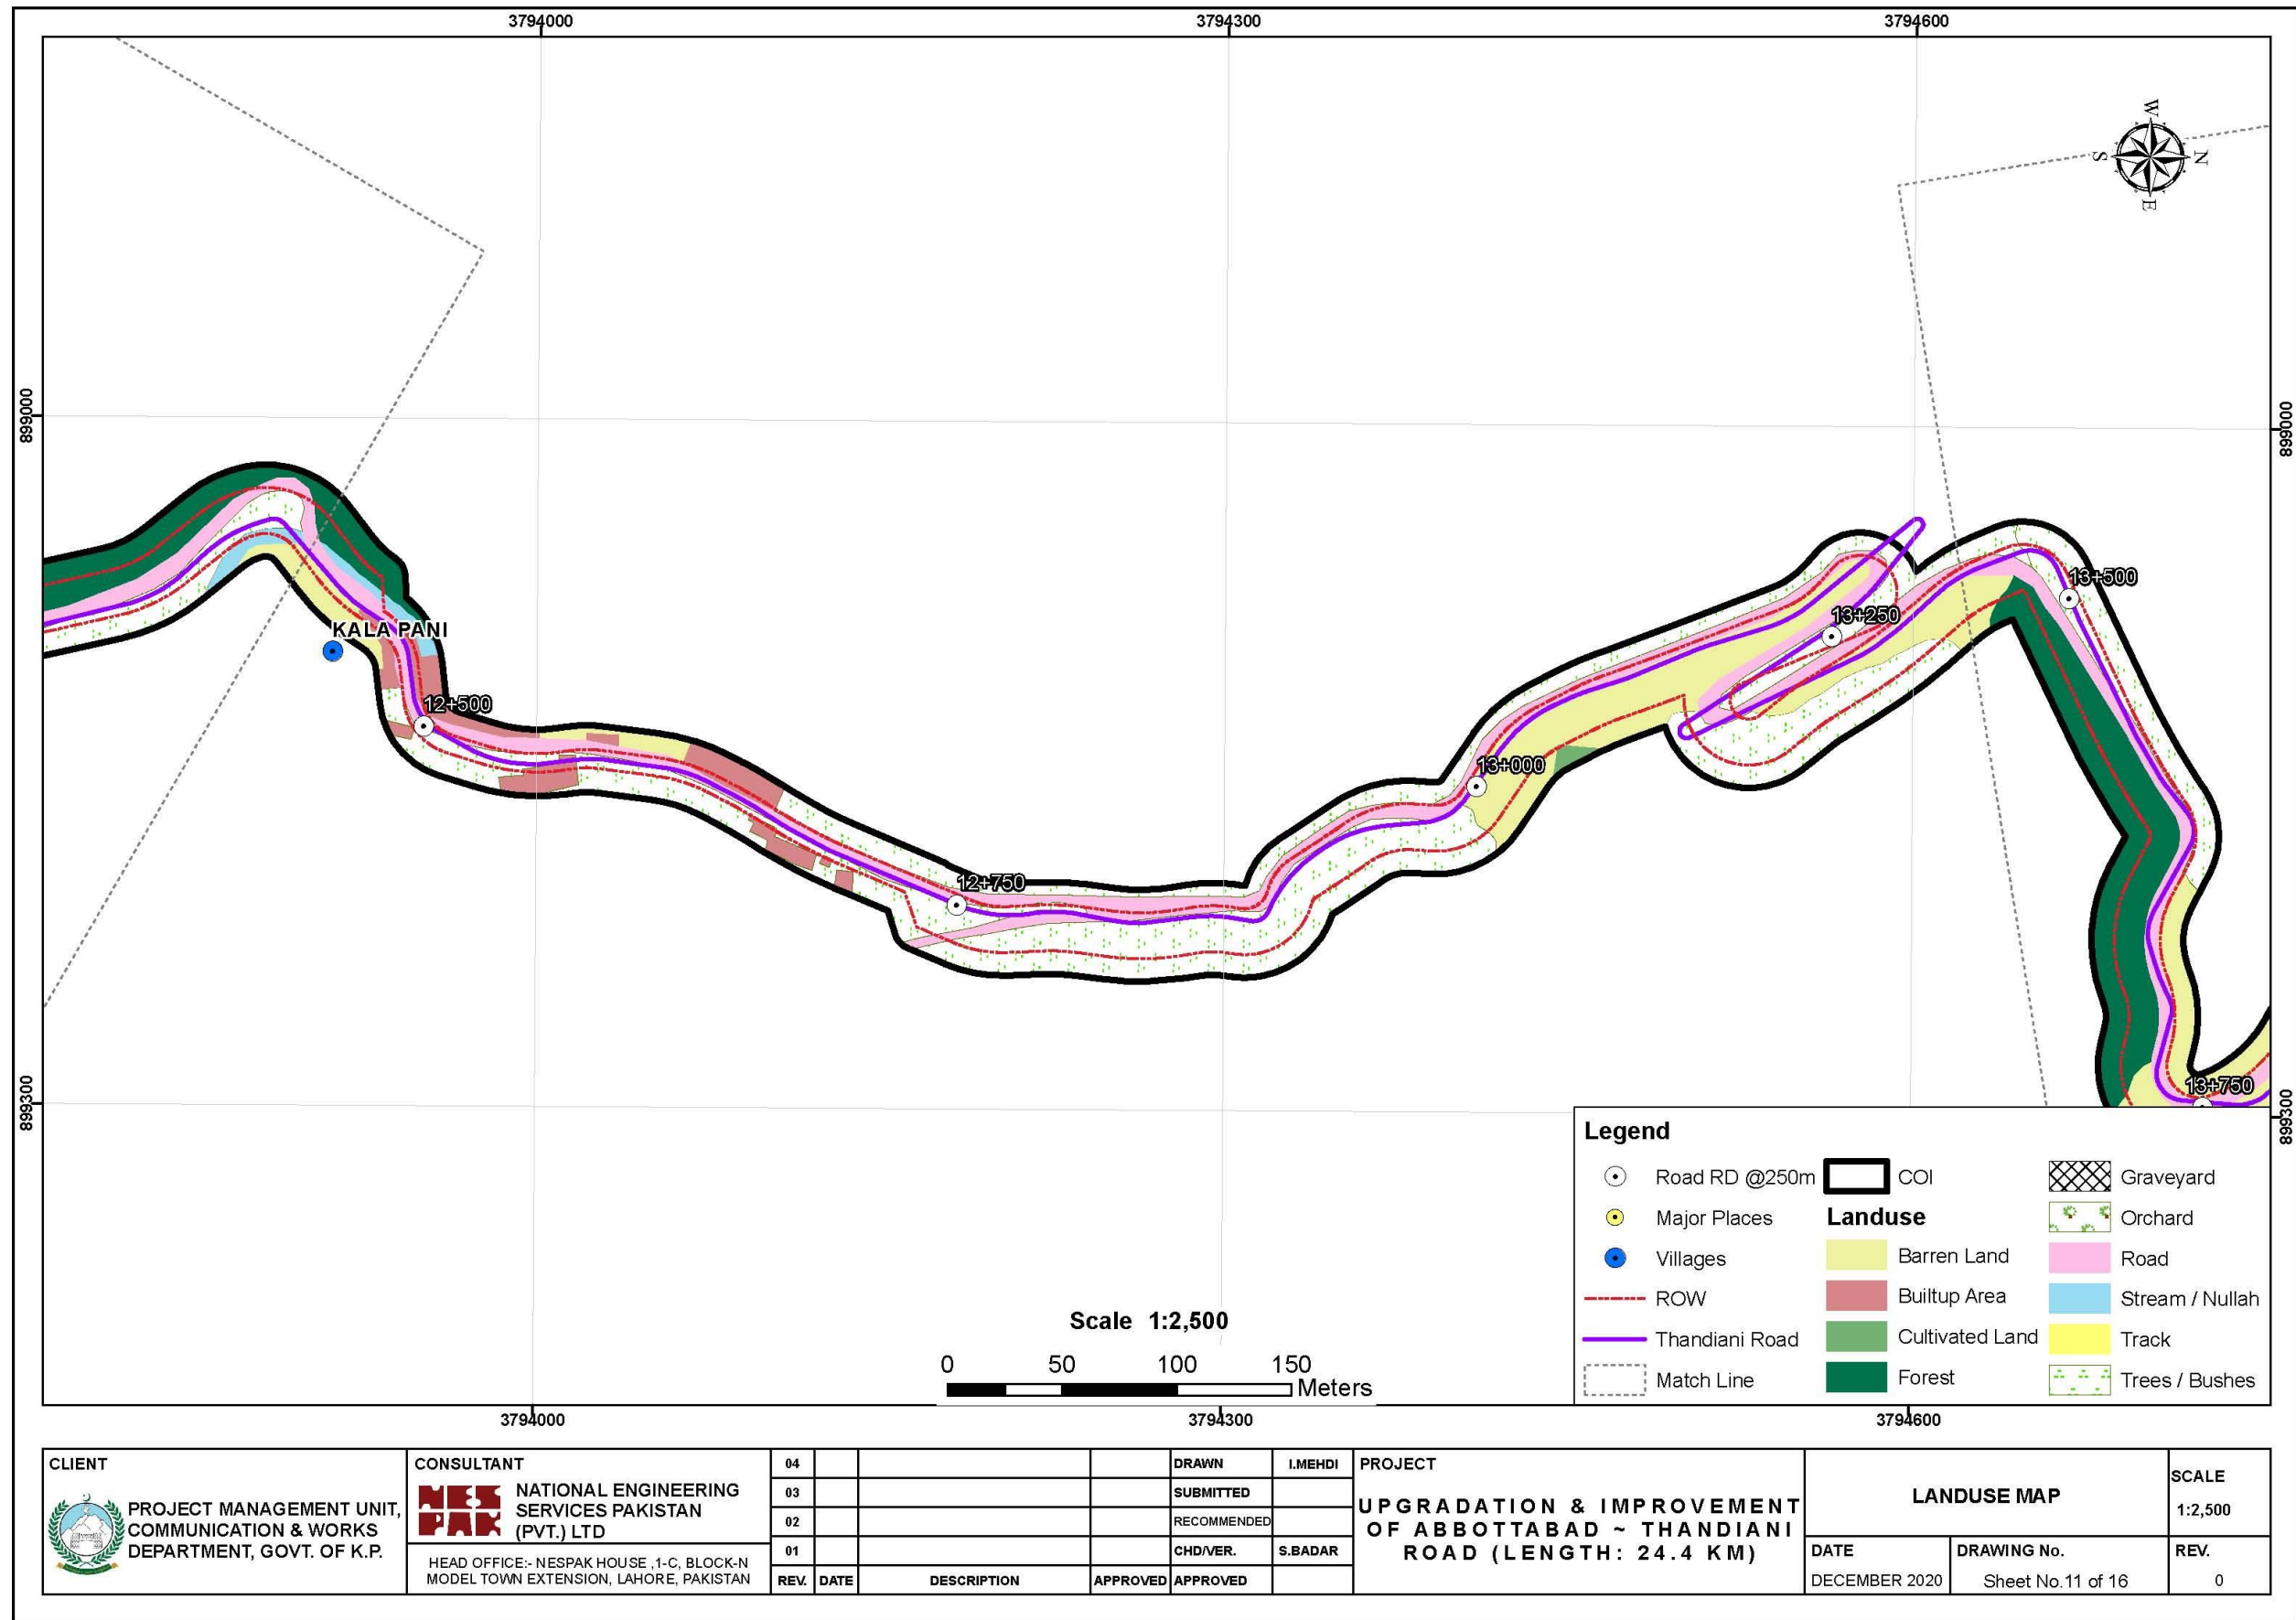 3794000
3794300
3794600
W
N
S
E
899000
899000
KALA PANI
12+500
12+750
13+000
13+250
13+500
13+750
899300
899300
Legend
Road RD @250m
Major Places
Villages
ROW
Thandiani Road
Match Line
COI
Landuse
Barren Land
Builtup Area
Cultivated Land
Forest
Graveyard
Orchard
Road
Stream / Nullah
Track
Trees / Bushes
Scale 1:2,500
0 50 100 150
Meters
3794000
3794300
3794600
CLIENT
PROJECT MANAGEMENT UNIT,
COMMUNICATION & WORKS
DEPARTMENT, GOVT. OF K.P.
CONSULTANT
NES
PAK
NATIONAL ENGINEERING
SERVICES PAKISTAN
(PVT.) LTD
HEAD OFFICE:- NESPAK HOUSE ,1-C, BLOCK-N
MODEL TOWN EXTENSION, LAHORE, PAKISTAN
04
03
02
01
REV. DATE DESCRIPTION APPROVED
DRAWN I.MEHDI
SUBMITTED
RECOMMENDED
CHD/VER. S.BADAR
APPROVED
PROJECT
UPGRADATION & IMPROVEMENT
OF ABBOTTABAD ~ THANDIANI
ROAD (LENGTH: 24.4 KM)
LANDUSE MAP
SCALE
1:2,500
DATE
DECEMBER 2020
DRAWING No.
Sheet No.11 of 16
REV.
0